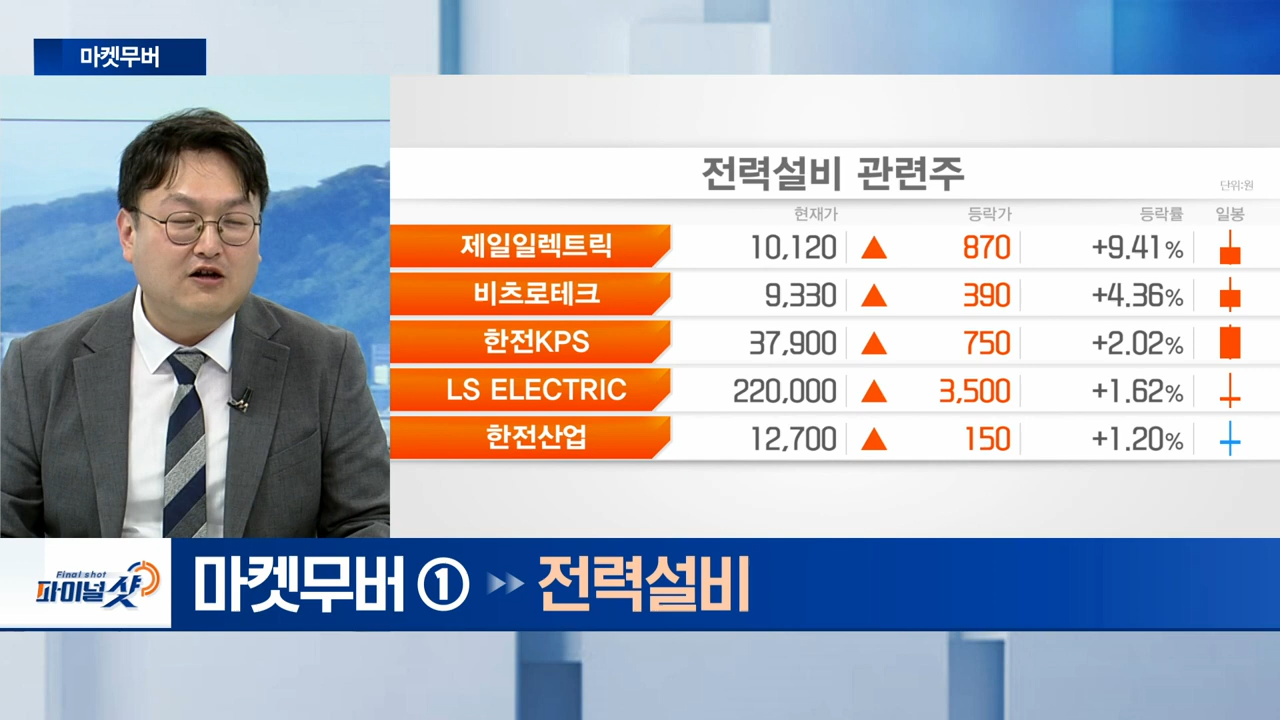 마켓무버
전력설비 관련주
단위:원
현재가 등락가 등락률 일봉
제일일렉트릭 10,120 ▲ 870 +9.41%
비츠로테크 9,330 ▲ 390 +4.36%
한전KPS 37,900 ▲ 750 +2.02%
LS ELECTRIC 220,000 ▲ 3,500 +1.62%
한전산업 12,700 ▲ 150 +1.20%
Final shot
파이널샷
마켓무버 ① 전력설비